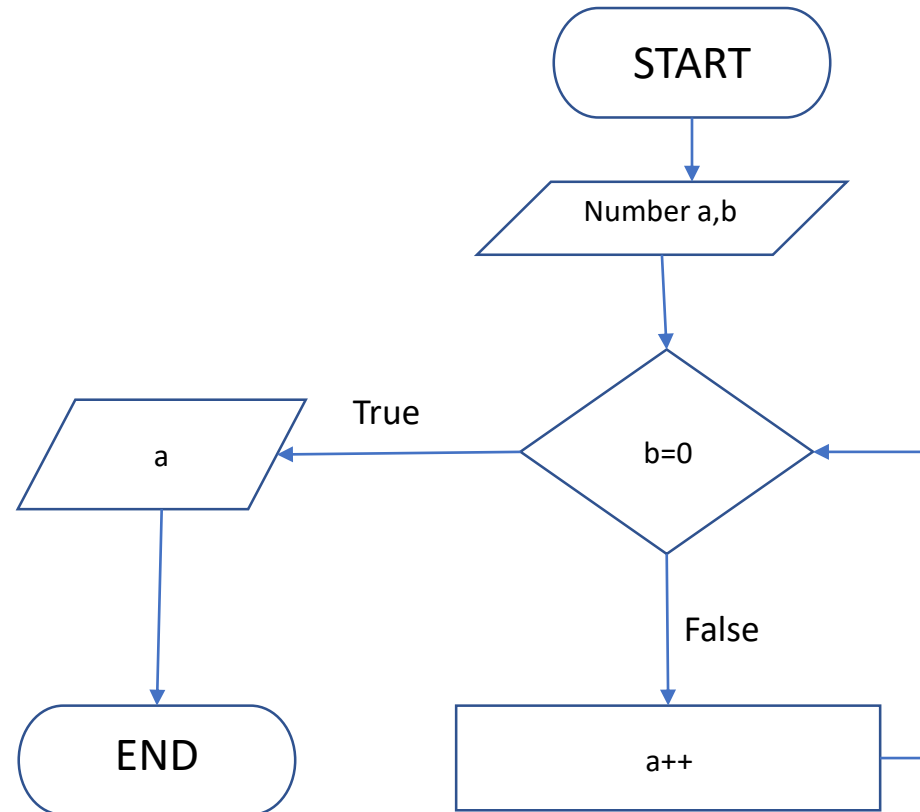 START
Number a,b
b=0
True
a
False
END
a++